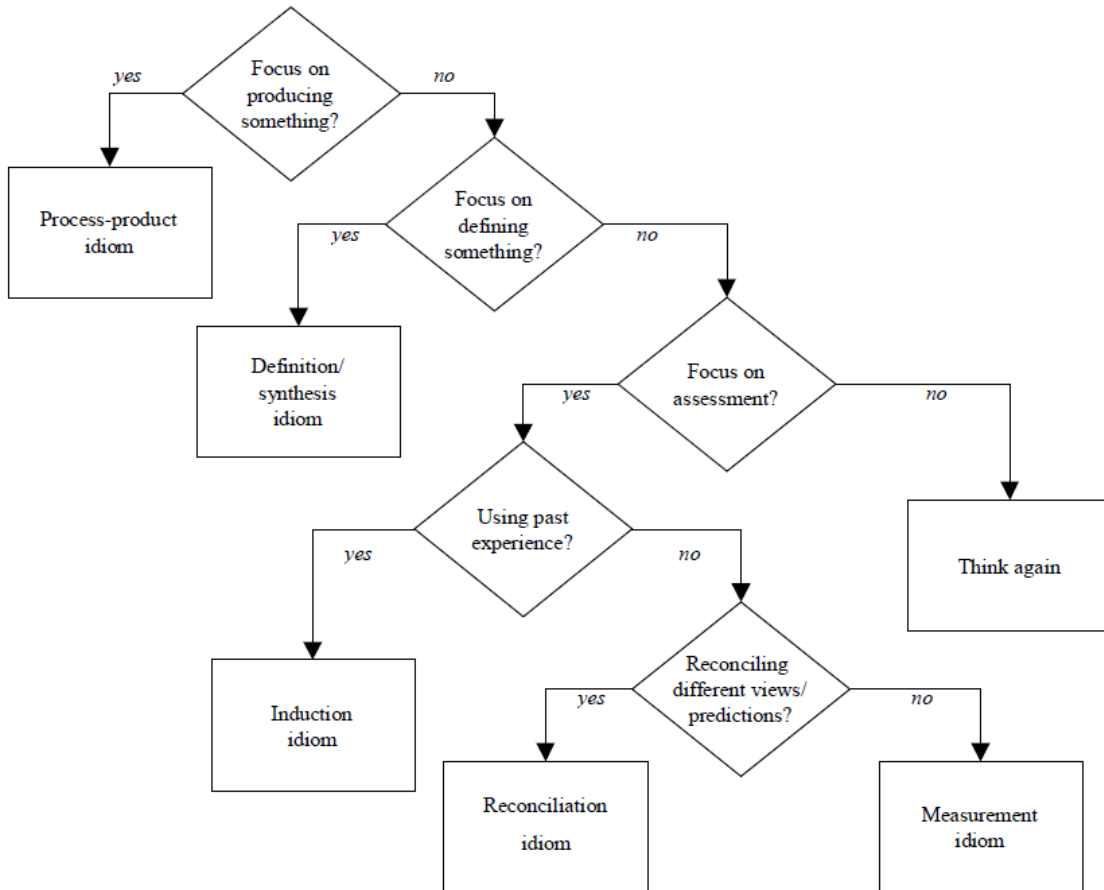 yes
Focus on
producing
something?
no
Process-product
idiom
yes
Focus on
defining
something?
no
Definition/
synthesis
idiom
yes
Focus on
assessment?
no
Think again
yes
Using past
experience?
no
Induction
idiom
yes
Reconciling
different views/
predictions?
no
Reconciliation
idiom
Measurement
idiom